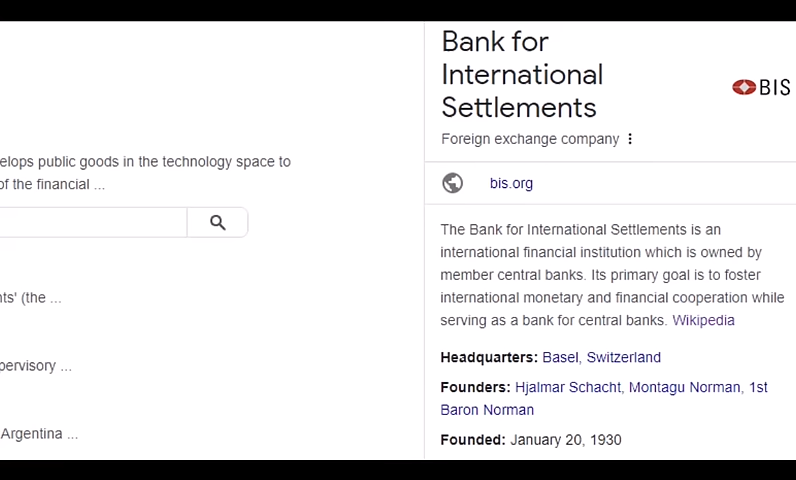 Bank for
International
Settlements
BIS
Foreign exchange company
elops public goods in the technology space to
of the financial ...
bis.org
The Bank for International Settlements is an
international financial institution which is owned by
member central banks. Its primary goal is to foster
international monetary and financial cooperation while
serving as a bank for central banks. Wikipedia
nts' (the ...
Headquarters: Basel, Switzerland
pervisory ...
Founders: Hjalmar Schacht, Montagu Norman, 1st
Baron Norman
Argentina ...
Founded: January 20, 1930